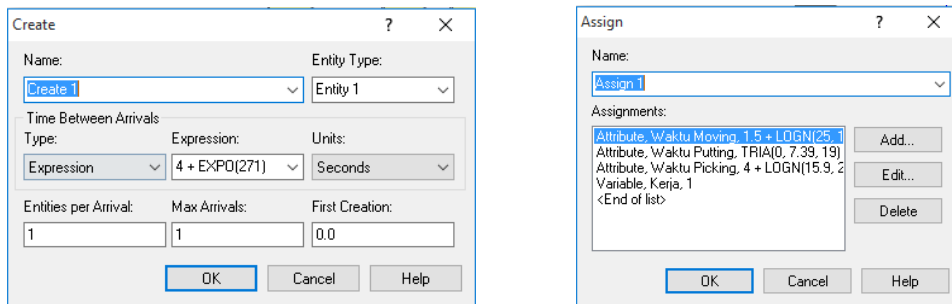 Create ? ×
Name: Entity Type:
Create 1 Entity 1
Time Between Arrivals
Type: Expression: Units:
Expression 4 + EXPO(271) Seconds
Entities per Arrival: Max Arrivals: First Creation:
1 1 0.0
OK Cancel Help
Assign ? ×
Name:
Assign 1
Assignments:
Attribute, Waktu Moving, 1.5 + LOGN(25, 1
Attribute, Waktu Putting, TRIA(0, 7.39, 19)
Attribute, Waktu Picking, 4 + LOGN(15.9, 2
Variable, Kerja, 1
<End of list>
Add...
Edit...
Delete
OK Cancel Help